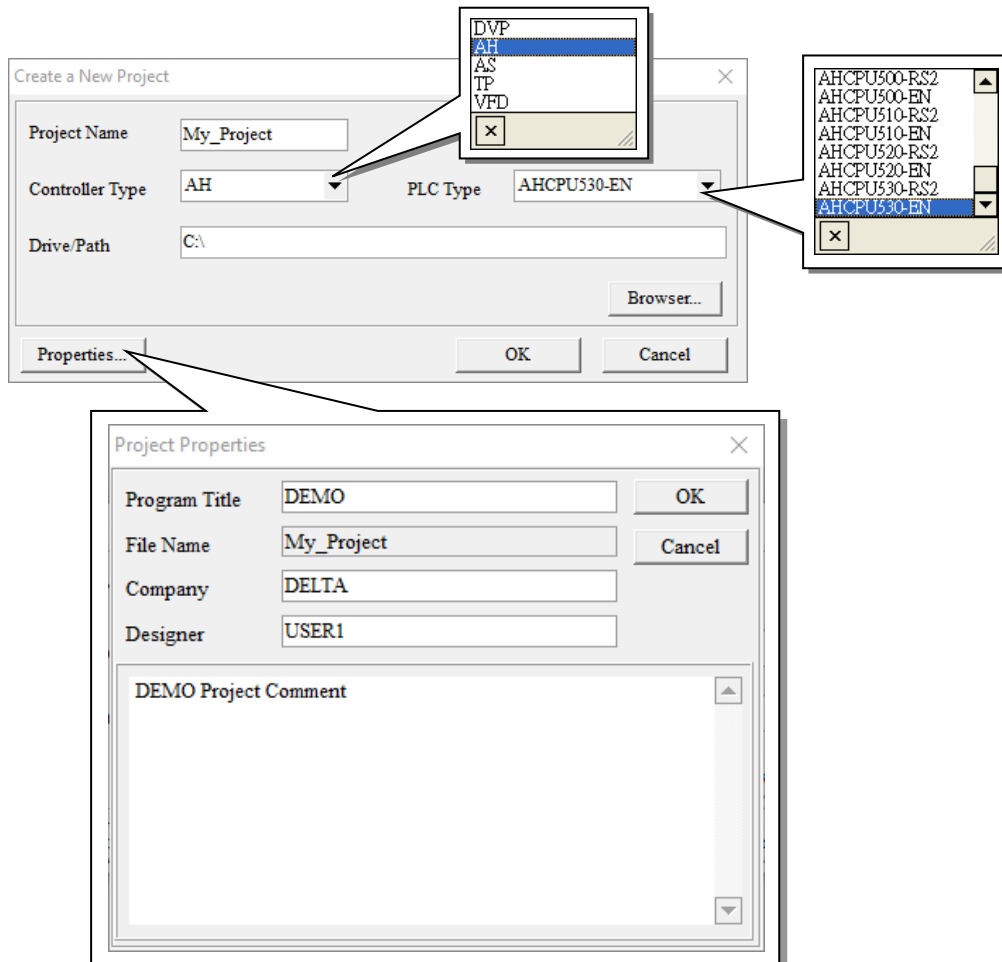 DVP
AH
AS
TP
VFD
Create a New Project
Project Name
My_Project
Controller Type
AH
PLC Type
AHCPU530-EN
Drive/Path
C:\
Browser...
Properties...
OK
Cancel
AHCPU500-RS2
AHCPU500-EN
AHCPU510-RS2
AHCPU510-EN
AHCPU520-RS2
AHCPU520-EN
AHCPU530-RS2
AHCPU530-EN
Project Properties
Program Title
DEMO
OK
File Name
My_Project
Cancel
Company
DELTA
Designer
USER1
DEMO Project Comment